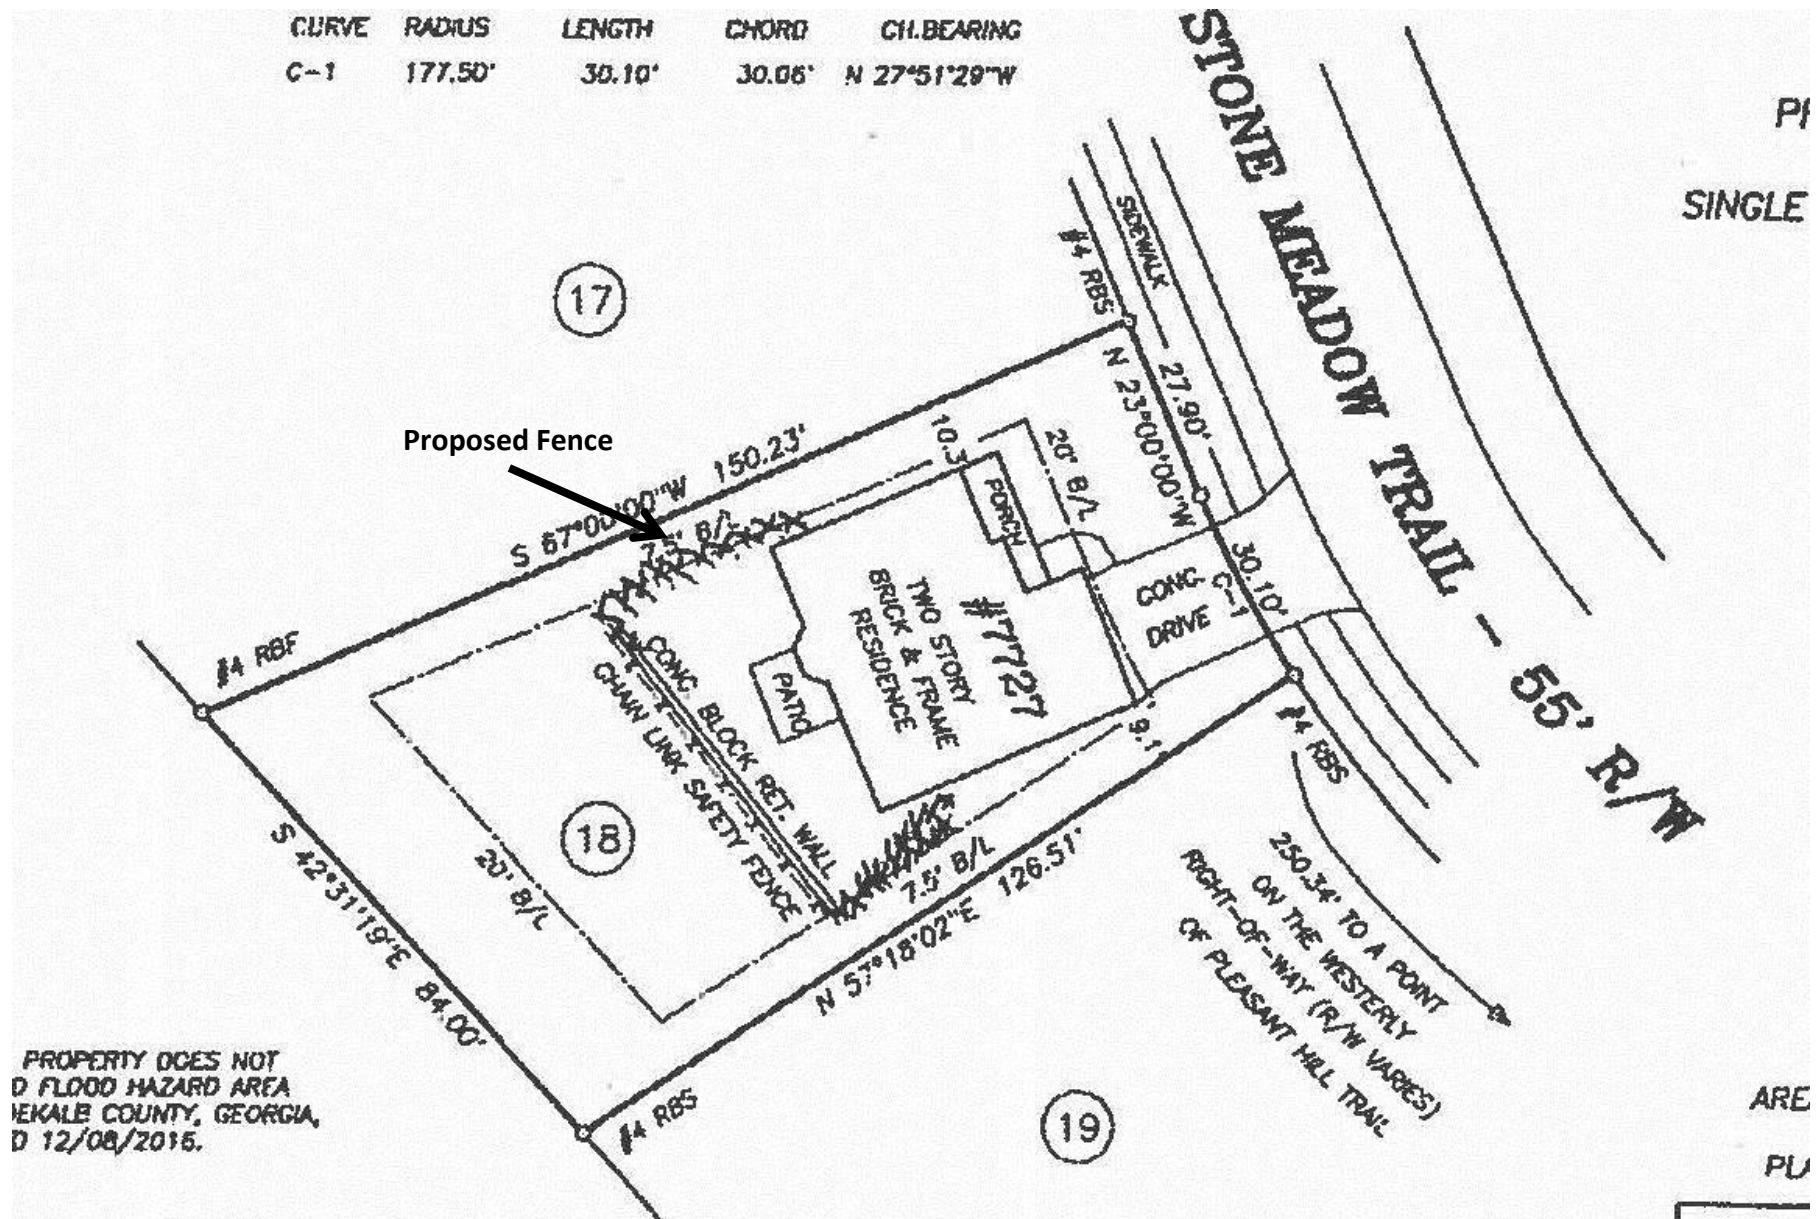 CURVE RADIUS LENGTH CHORD CH.BEARING
C-1 177.50' 30.10' 30.06' N 27°51'29"W
STONE MEADOW TRAIL - 55' R/W
SINGLE
SIDEWALK
#4 RBS
17
Proposed Fence
S 67°00'00"W 150.23'
N 23°00'00"W
27.90'
10.3'
20' B/L
7.5' B/L
PORCH
CONC.
DRIVE
C-1
30.10'
#7727
TWO STORY
BRICK & FRAME
RESIDENCE
PATIO
#4 RBF
CONC. BLOCK RET. WALL
CHAIN LINK SAFETY FENCE
18
20' B/L
9.1'
#4 RBS
7.5' B/L
N 57°18'02"E 126.51'
S 42°31'19"E 84.00'
250.34' TO A POINT
ON THE WESTERLY
RIGHT-OF-WAY (R/W VARIES)
OF PLEASANT HILL TRAIL
#4 RBS
19
PROPERTY DOES NOT
D FLOOD HAZARD AREA
DEKALB COUNTY, GEORGIA,
D 12/08/2016.